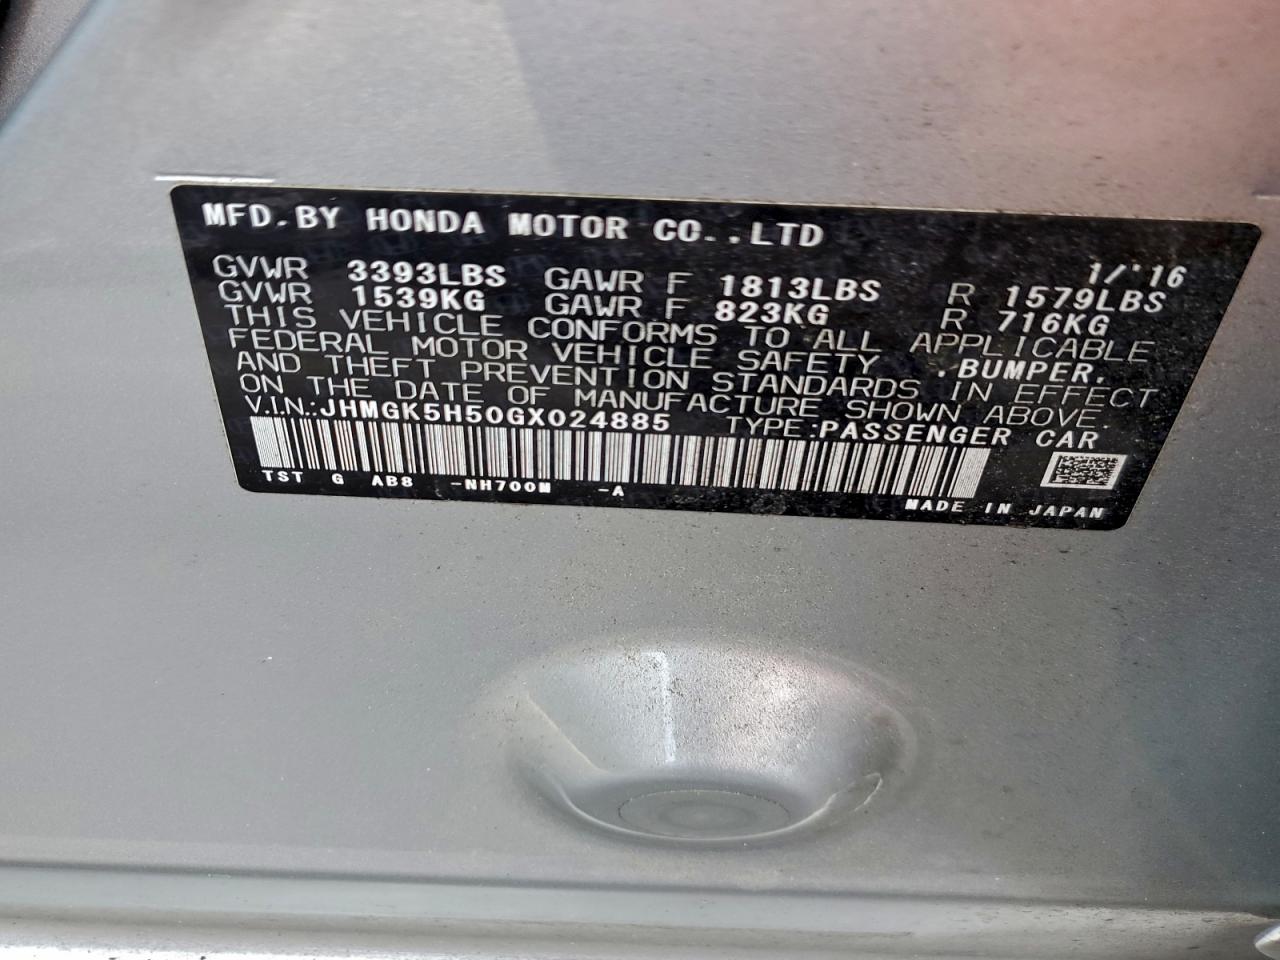 MFD.BY HONDA MOTOR CO.,LTD
1/'16
GVWR 3393LBS GAWR F 1813LBS R 1579LBS
GVWR 1539KG GAWR F 823KG R 716KG
THIS VEHICLE CONFORMS TO ALL APPLICABLE
FEDERAL MOTOR VEHICLE SAFETY ,BUMPER,
AND THEFT PREVENTION STANDARDS IN EFFECT
ON THE DATE OF MANUFACTURE SHOWN ABOVE.
V.I.N.:JHMGK5H50GX024885 TYPE:PASSENGER CAR
TST G AB8 -NH700M -A
MADE IN JAPAN